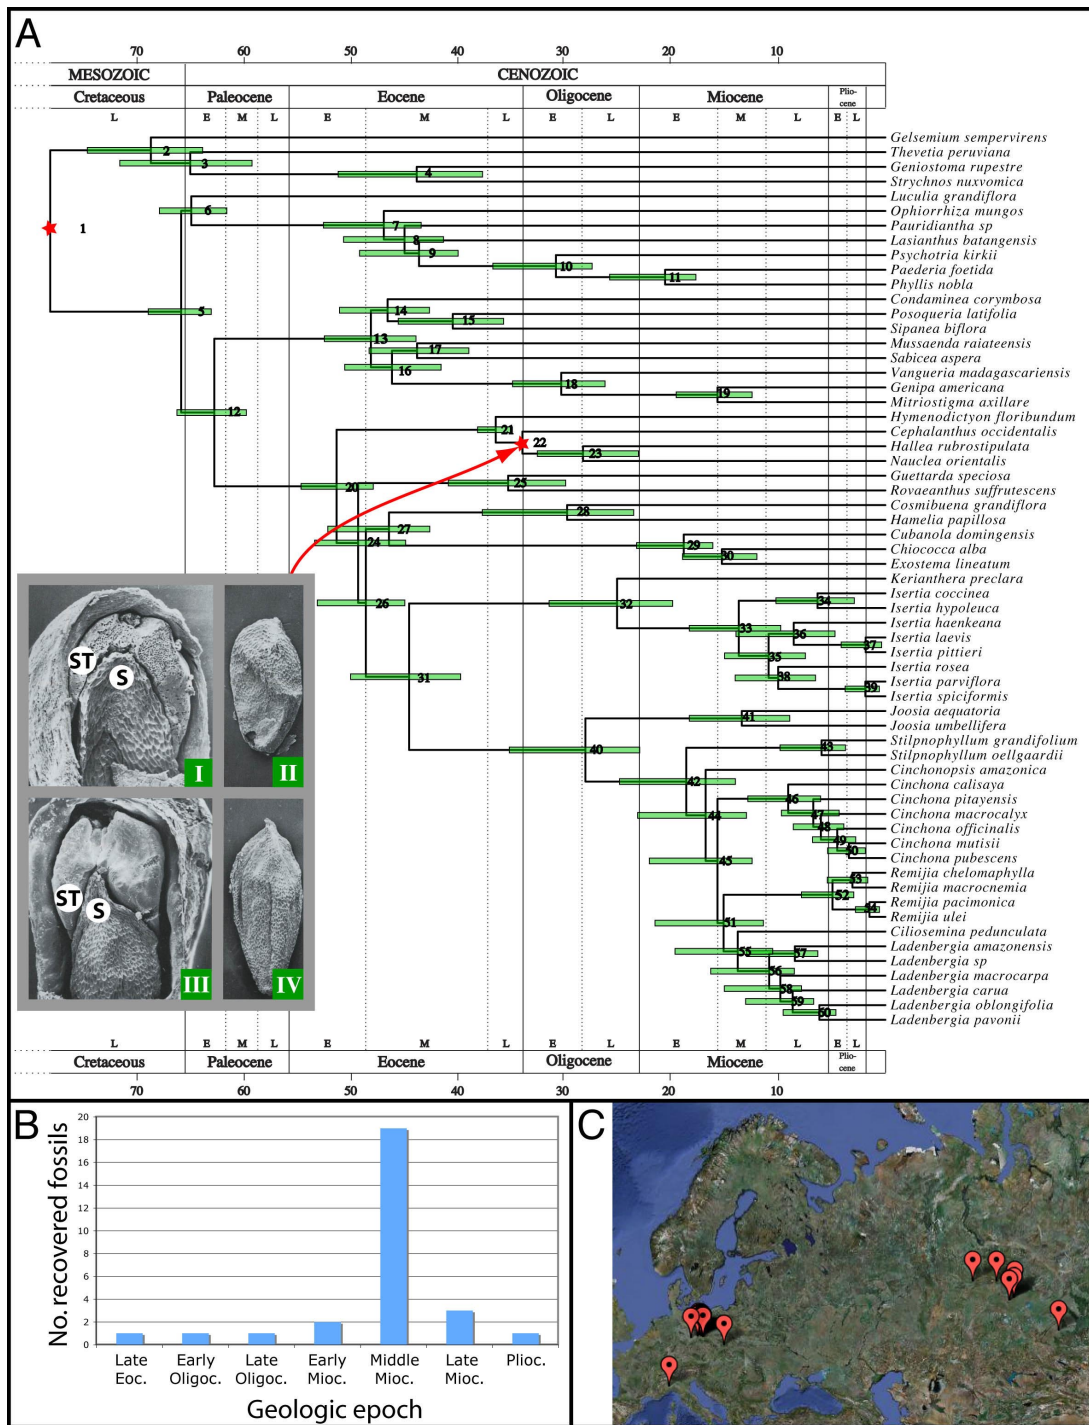 A
70 60 50 40 30 20 10
MESOZOIC CENOZOIC
Cretaceous Paleocene Eocene Oligocene Miocene Plio-
cene
L E M L E M L E L E M L E L
Gelsemium sempervirens
2
Thevetia peruviana
3
Geniostoma rupestre
4
Strychnos nuxvomica
Luculia grandiflora
6
Ophiorrhiza mungos
7
Pauridiantha sp
1
8
Lasianthus batangensis
9
Psychotria kirkii
10
Paederia foetida
11
Phyllis nobla
Condaminea corymbosa
14
5
Posoqueria latifolia
15
Sipanea biflora
13
Mussaenda raiateensis
17
Sabicea aspera
16
Vangueria madagascariensis
18
Genipa americana
19
Mitriostigma axillare
12
Hymenodictyon floribundum
21
Cephalanthus occidentalis
22
Hallea rubrostipulata
23
Nauclea orientalis
Guettarda speciosa
25
20
Rovaeanthus suffrutescens
Cosmibuena grandiflora
28
Hamelia papillosa
27
Cubanola domingensis
24
29
Chiococca alba
30
Exostema lineatum
Kerianthera preclara
Isertia coccinea
34
26
32
Isertia hypoleuca
Isertia haenkeana
33
36
Isertia laevis
37
Isertia pittieri
35
Isertia rosea
31
38
Isertia parviflora
39
Isertia spiciformis
Joosia aequatoria
41
Joosia umbellifera
Stilpnophyllum grandifolium
43
40
Stilpnophyllum oellgaardii
Cinchonopsis amazonica
42
Cinchona calisaya
46
Cinchona pitayensis
44
47
Cinchona macrocalyx
48
Cinchona officinalis
49
Cinchona mutisii
50
45
Cinchona pubescens
Remijia chelomaphylla
53
Remijia macrocnemia
52
Remijia pacimonica
54
Remijia ulei
51
Ciliosemina pedunculata
Ladenbergia amazonensis
55
57
Ladenbergia sp
56
Ladenbergia macrocarpa
58
Ladenbergia carua
59
Ladenbergia oblongifolia
60
Ladenbergia pavonii
ST
S
I
II
ST
S
III
IV
L E M L E M L E L E M L E L
Cretaceous Paleocene Eocene Oligocene Miocene Plio-
cene
70 60 50 40 30 20 10
B
No. recovered fossils
20
18
16
14
12
10
8
6
4
2
0
Late Early Late Early Middle Late Plioc.
Eoc. Oligoc. Oligoc. Mioc. Mioc. Mioc.
Geologic epoch
C